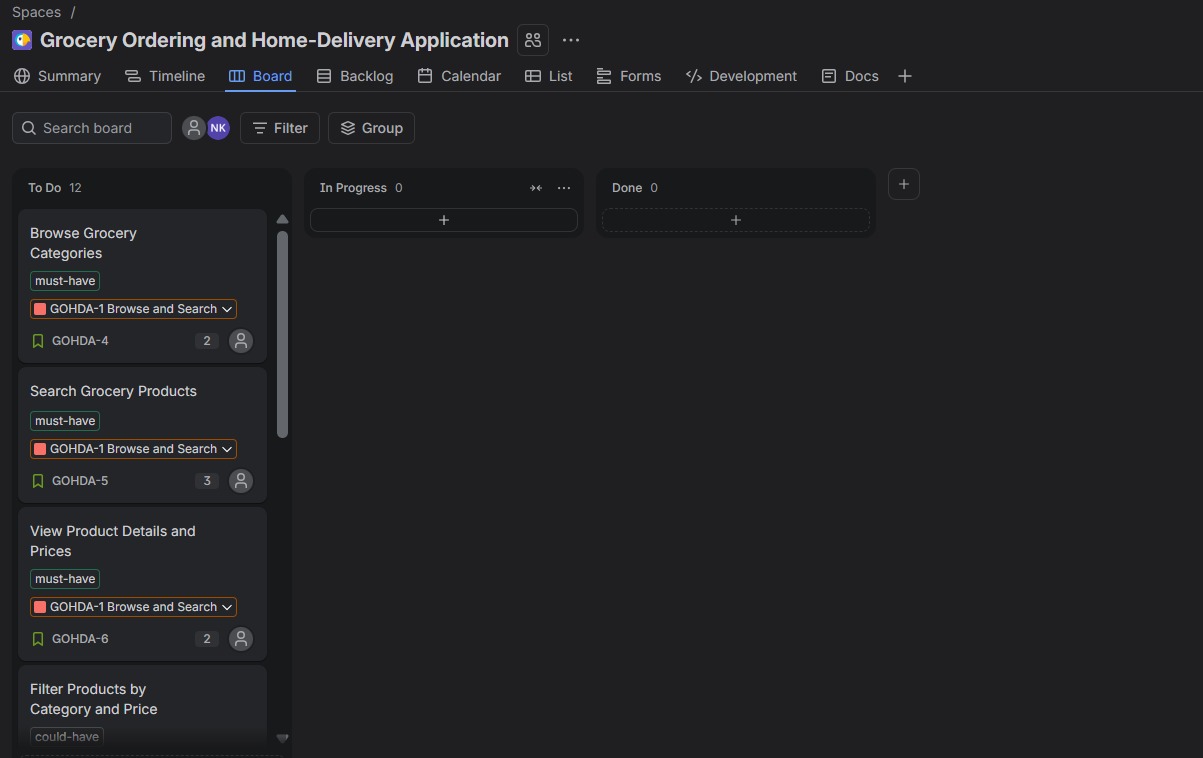 Spaces /
Grocery Ordering and Home-Delivery Application
Summary Timeline Board Backlog Calendar List Forms Development Docs
Search board NK Filter Group
To Do 12
Browse Grocery
Categories
must-have
GOHDA-1 Browse and Search
GOHDA-4 2
Search Grocery Products
must-have
GOHDA-1 Browse and Search
GOHDA-5 3
View Product Details and
Prices
must-have
GOHDA-1 Browse and Search
GOHDA-6 2
Filter Products by
Category and Price
could-have
In Progress 0
Done 0